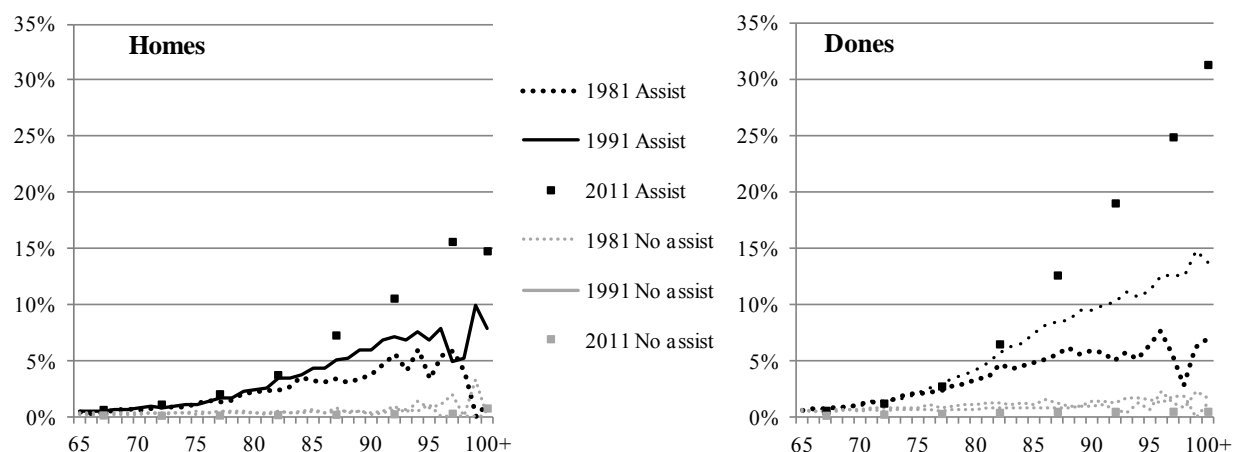 Homes
35%
30%
25%
20%
15%
10%
5%
0%
65 70 75 80 85 90 95 100+
1981 Assist
1991 Assist
2011 Assist
1981 No assist
1991 No assist
2011 No assist
Dones
35%
30%
25%
20%
15%
10%
5%
0%
65 70 75 80 85 90 95 100+